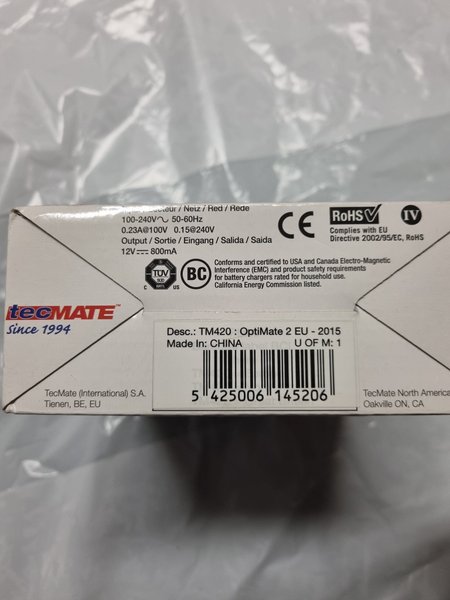 / Netz / Red / Rede
100-240V∿ 50-60Hz
0.23A@100V 0.15@240V
Output / Sortie / Eingang / Salida / Saida
12V⎓ 800mA
CE
RoHS
Complies with EU
Directive 2002/95/EC, RoHS
IV
TÜV
SÜD
C US
BC
Conforms and certified to USA and Canada Electro-Magnetic
Interference (EMC) and product safety requirements
for battery chargers rated for household use.
California Energy Commission listed.
tecMATE™
Since 1994
Desc.: TM420 : OptiMate 2 EU - 2015
Made In: CHINA U OF M: 1
5 425006 145206
TecMate (International) S.A.
Tienen, BE, EU
TecMate North America
Oakville ON, CA